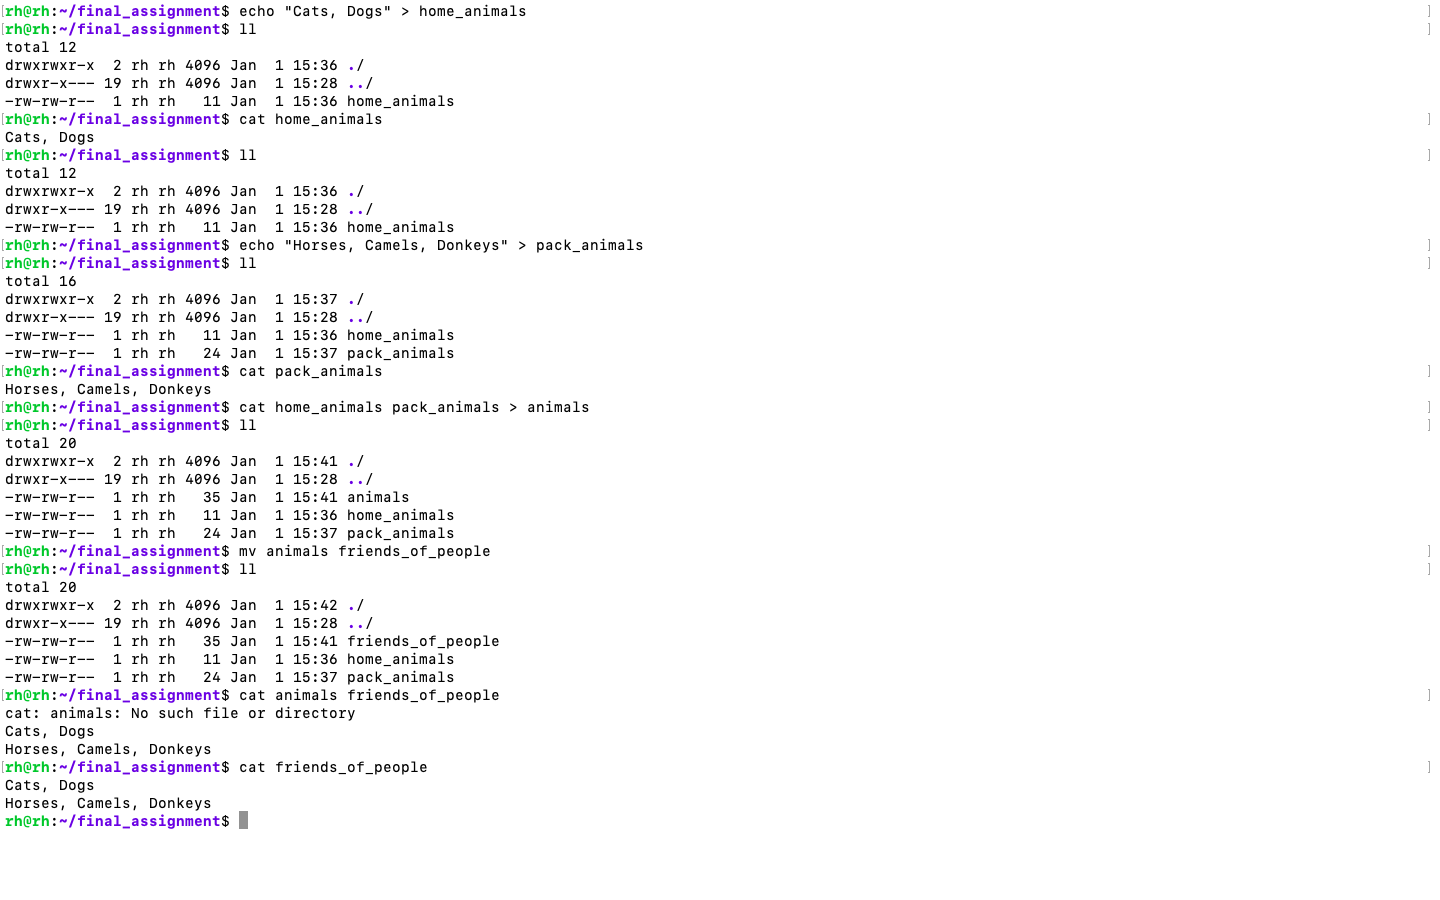 rh@rh:~/final_assignment$ echo "Cats, Dogs" > home_animals
rh@rh:~/final_assignment$ ll
total 12
drwxrwxr-x  2 rh rh 4096 Jan  1 15:36 ./
drwxr-x--- 19 rh rh 4096 Jan  1 15:28 ../
-rw-rw-r--  1 rh rh   11 Jan  1 15:36 home_animals
rh@rh:~/final_assignment$ cat home_animals
Cats, Dogs
rh@rh:~/final_assignment$ ll
total 12
drwxrwxr-x  2 rh rh 4096 Jan  1 15:36 ./
drwxr-x--- 19 rh rh 4096 Jan  1 15:28 ../
-rw-rw-r--  1 rh rh   11 Jan  1 15:36 home_animals
rh@rh:~/final_assignment$ echo "Horses, Camels, Donkeys" > pack_animals
rh@rh:~/final_assignment$ ll
total 16
drwxrwxr-x  2 rh rh 4096 Jan  1 15:37 ./
drwxr-x--- 19 rh rh 4096 Jan  1 15:28 ../
-rw-rw-r--  1 rh rh   11 Jan  1 15:36 home_animals
-rw-rw-r--  1 rh rh   24 Jan  1 15:37 pack_animals
rh@rh:~/final_assignment$ cat pack_animals
Horses, Camels, Donkeys
rh@rh:~/final_assignment$ cat home_animals pack_animals > animals
rh@rh:~/final_assignment$ ll
total 20
drwxrwxr-x  2 rh rh 4096 Jan  1 15:41 ./
drwxr-x--- 19 rh rh 4096 Jan  1 15:28 ../
-rw-rw-r--  1 rh rh   35 Jan  1 15:41 animals
-rw-rw-r--  1 rh rh   11 Jan  1 15:36 home_animals
-rw-rw-r--  1 rh rh   24 Jan  1 15:37 pack_animals
rh@rh:~/final_assignment$ mv animals friends_of_people
rh@rh:~/final_assignment$ ll
total 20
drwxrwxr-x  2 rh rh 4096 Jan  1 15:42 ./
drwxr-x--- 19 rh rh 4096 Jan  1 15:28 ../
-rw-rw-r--  1 rh rh   35 Jan  1 15:41 friends_of_people
-rw-rw-r--  1 rh rh   11 Jan  1 15:36 home_animals
-rw-rw-r--  1 rh rh   24 Jan  1 15:37 pack_animals
rh@rh:~/final_assignment$ cat animals friends_of_people
cat: animals: No such file or directory
Cats, Dogs
Horses, Camels, Donkeys
rh@rh:~/final_assignment$ cat friends_of_people
Cats, Dogs
Horses, Camels, Donkeys
rh@rh:~/final_assignment$